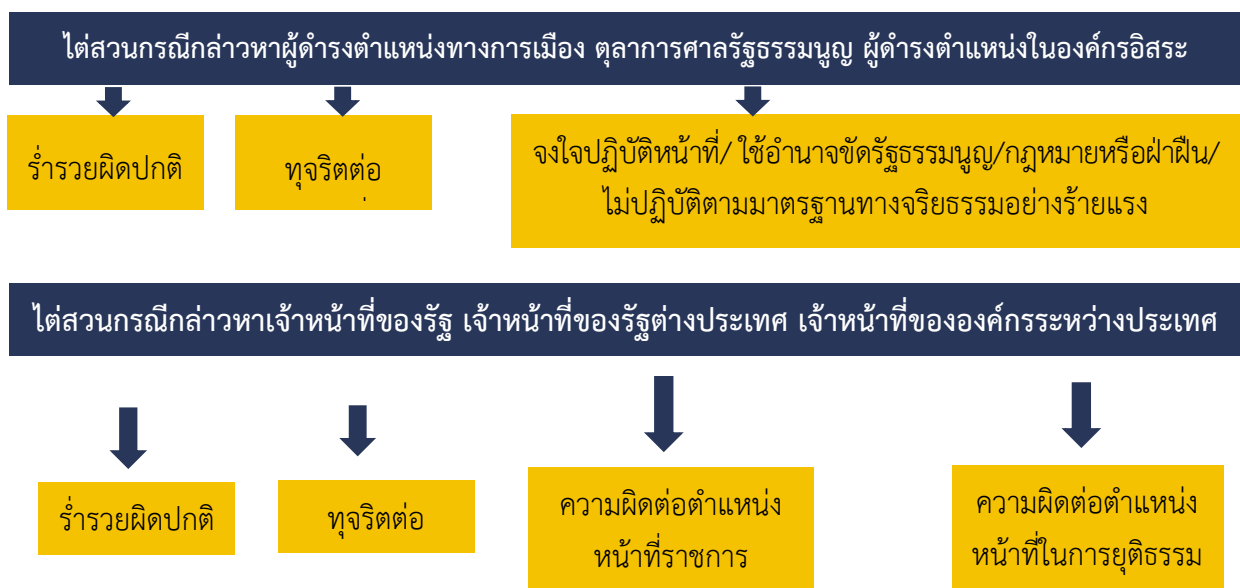 ไต่สวนกรณีกล่าวหาผู้ดำรงตำแหน่งทางการเมือง ตุลาการศาลรัฐธรรมนูญ ผู้ดำรงตำแหน่งในองค์กรอิสระ
ร่ำรวยผิดปกติ
ทุจริตต่อ
จงใจปฏิบัติหน้าที่/ ใช้อำนาจขัดรัฐธรรมนูญ/กฎหมายหรือฝ่าฝืน/
ไม่ปฏิบัติตามมาตรฐานทางจริยธรรมอย่างร้ายแรง
ไต่สวนกรณีกล่าวหาเจ้าหน้าที่ของรัฐ เจ้าหน้าที่ของรัฐต่างประเทศ เจ้าหน้าที่ขององค์กรระหว่างประเทศ
ร่ำรวยผิดปกติ
ทุจริตต่อ
ความผิดต่อตำแหน่ง
หน้าที่ราชการ
ความผิดต่อตำแหน่ง
หน้าที่ในการยุติธรรม